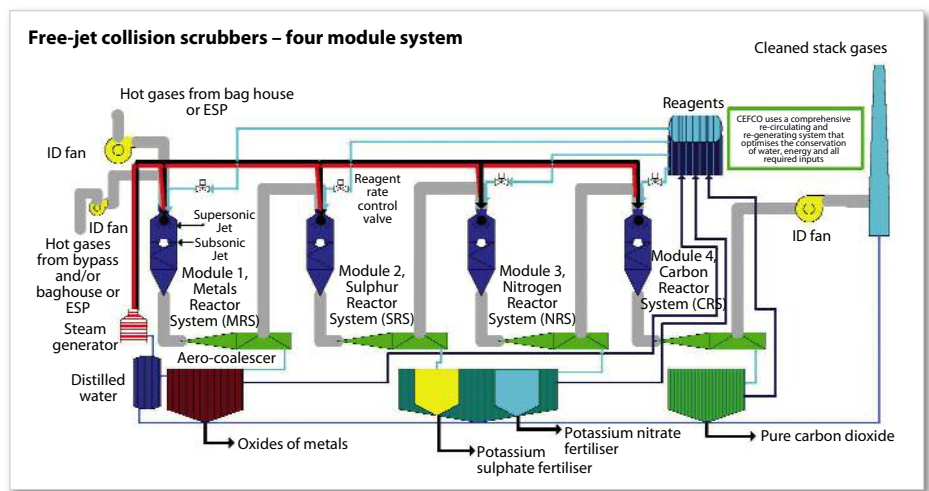 Free-jet collision scrubbers – four module system
Cleaned stack gases
Hot gases from bag house
or ESP
Reagents
CEFCO uses a comprehensive
re-circulating and
re-generating system that
optimises the conservation
of water, energy and all
required inputs
ID fan
ID fan
Hot gases
from bypass
and/or
baghouse or
ESP
Supersonic
Jet
Subsonic
Jet
Reagent
rate
control
valve
ID fan
Module 1,
Metals
Reactor
System (MRS)
Module 2,
Sulphur
Reactor
System (SRS)
Module 3,
Nitrogen
Reactor
System (NRS)
Module 4,
Carbon
Reactor
System (CRS)
Steam
generator
Aero-coalescer
Distilled
water
Oxides of metals
Potassium
sulphate fertiliser
Potassium nitrate
fertiliser
Pure carbon dioxide